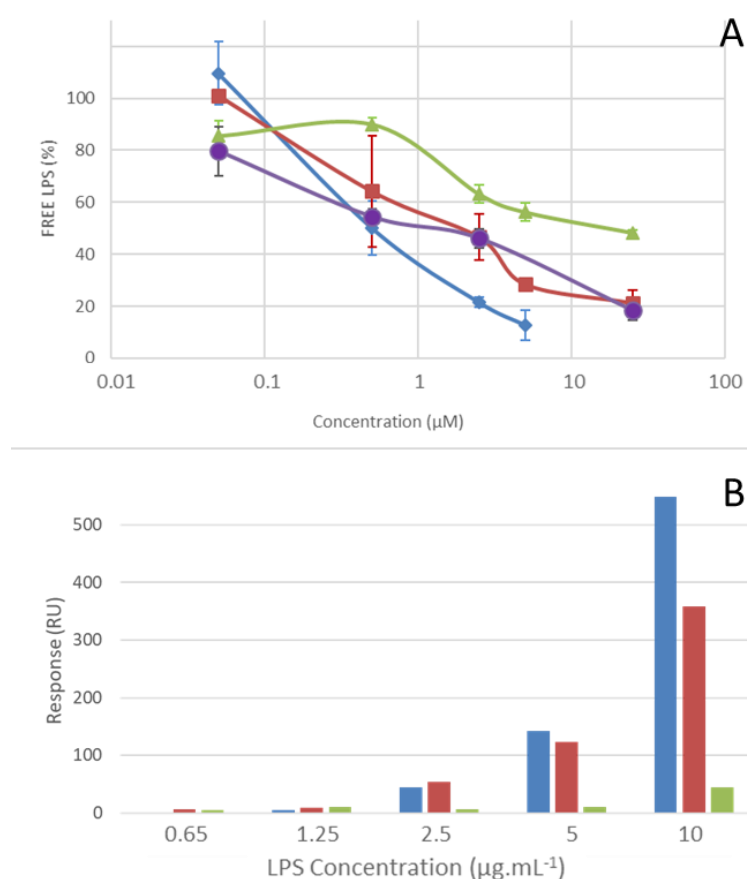 A
100
80
60
40
20
0
FREE LPS (%)
0.01 0.1 1 10 100
Concentration (µM)
B
500
400
300
200
100
0
Response (RU)
0.65 1.25 2.5 5 10
LPS Concentration (µg.mL⁻¹)